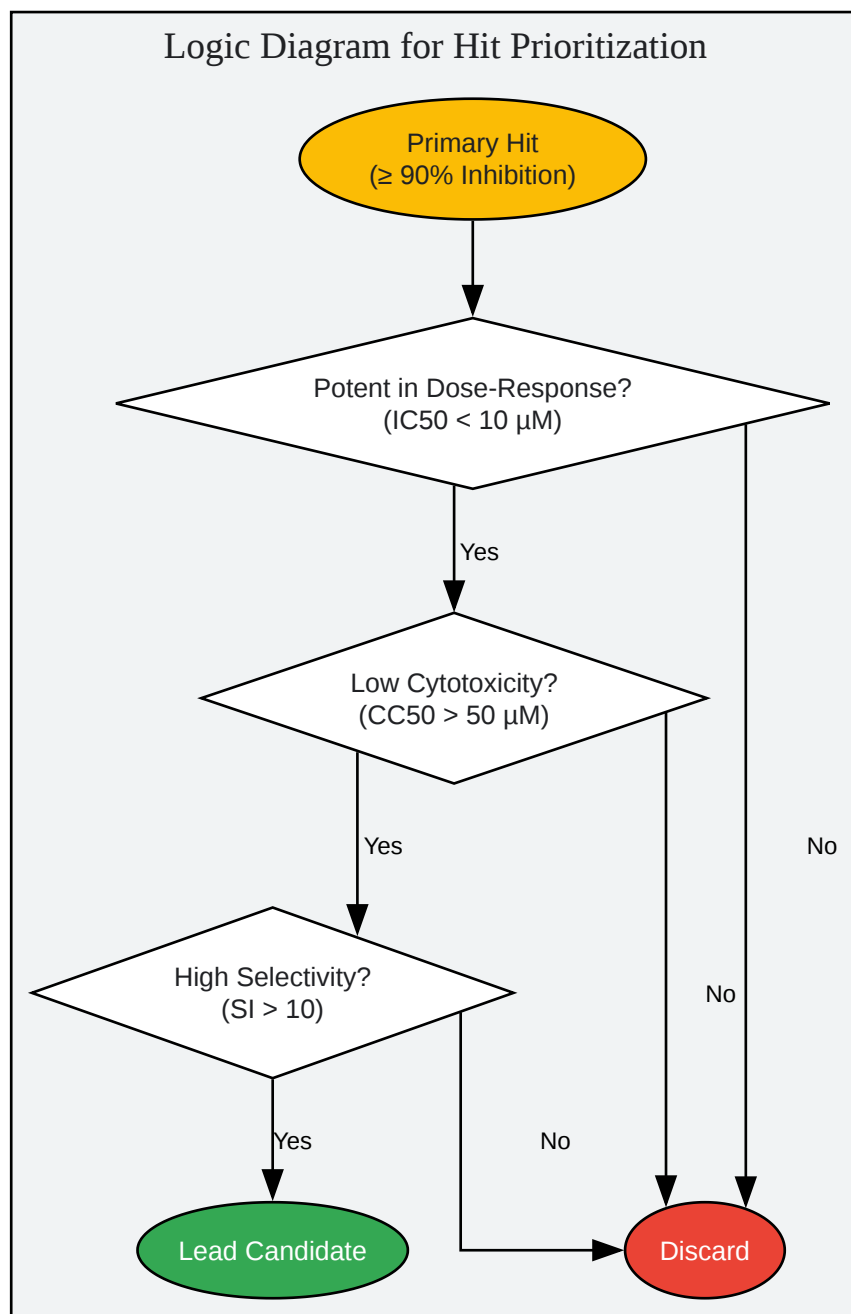 Logic Diagram for Hit Prioritization
Primary Hit
(≥ 90% Inhibition)
Potent in Dose-Response?
(IC50 < 10 µM)
Yes
Low Cytotoxicity?
(CC50 > 50 µM)
Yes
No
High Selectivity?
(SI > 10)
No
Yes
No
Lead Candidate
Discard